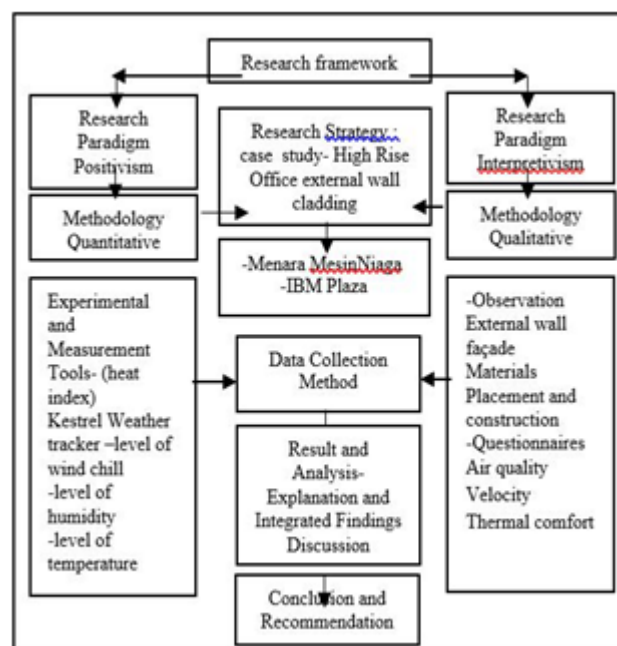 Research framework
Research
Paradigm
Positivism
Research Strategy :
case study- High Rise
Office external wall
cladding
Research
Paradigm
Interpretivism
Methodology
Quantitative
Methodology
Qualitative
-Menara MesinNiaga
-IBM Plaza
Experimental
and
Measurement
Tools- (heat
index)
Kestrel Weather
tracker –level of
wind chill
-level of
humidity
-level of
temperature
Data Collection
Method
-Observation
External wall
façade
Materials
Placement and
construction
-Questionnaires
Air quality
Velocity
Thermal comfort
Result and
Analysis-
Explanation and
Integrated Findings
Discussion
Conclusion and
Recommendation